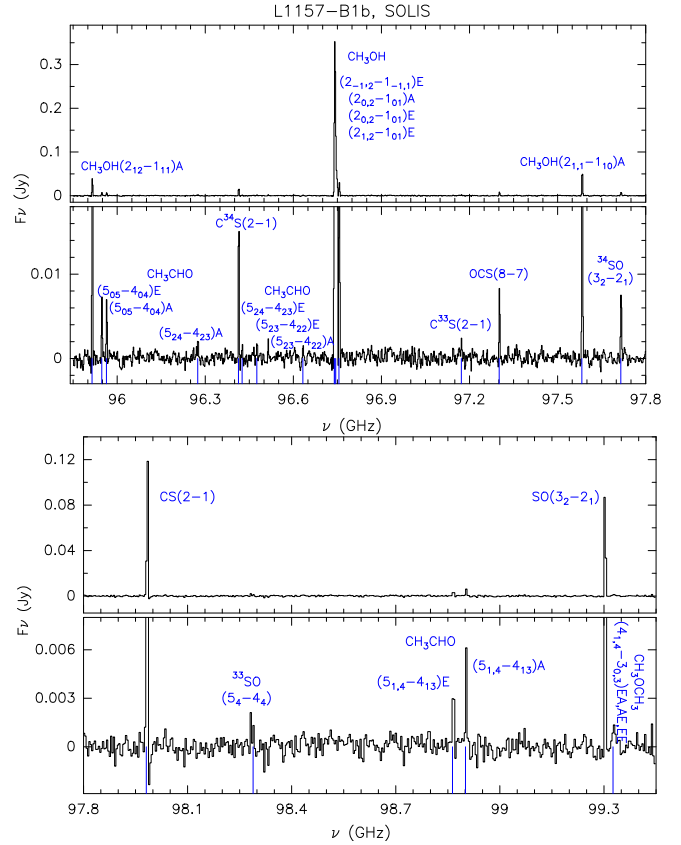 L1157−B1b, SOLIS
CH₃OH
(2₋₁,₂−1₋₁,₁)E
(2₀,₂−1₀₁)A
(2₀,₂−1₀₁)E
(2₁,₂−1₀₁)E
CH₃OH(2₁₂−1₁₁)A
CH₃OH(2₁,₁−1₁₀)A
0.3
0.2
0.1
0
Fν (Jy)
C³⁴S(2−1)
CH₃CHO
(5₀₅−4₀₄)E
(5₀₅−4₀₄)A
(5₂₄−4₂₃)A
CH₃CHO
(5₂₄−4₂₃)E
(5₂₃−4₂₂)E
(5₂₃−4₂₂)A
C³³S(2−1)
OCS(8−7)
³⁴SO
(3₂−2₁)
0.01
0
96
96.3
96.6
96.9
97.2
97.5
97.8
ν (GHz)
0.12
0.08
0.04
0
CS(2−1)
SO(3₂−2₁)
Fν (Jy)
0.006
0.003
0
³³SO
(5₄−4₄)
CH₃CHO
(5₁,₄−4₁₃)E
(5₁,₄−4₁₃)A
CH₃OCH₃
(4₁,₄−3₀,₃)EA,AE,EE
97.8
98.1
98.4
98.7
99
99.3
ν (GHz)